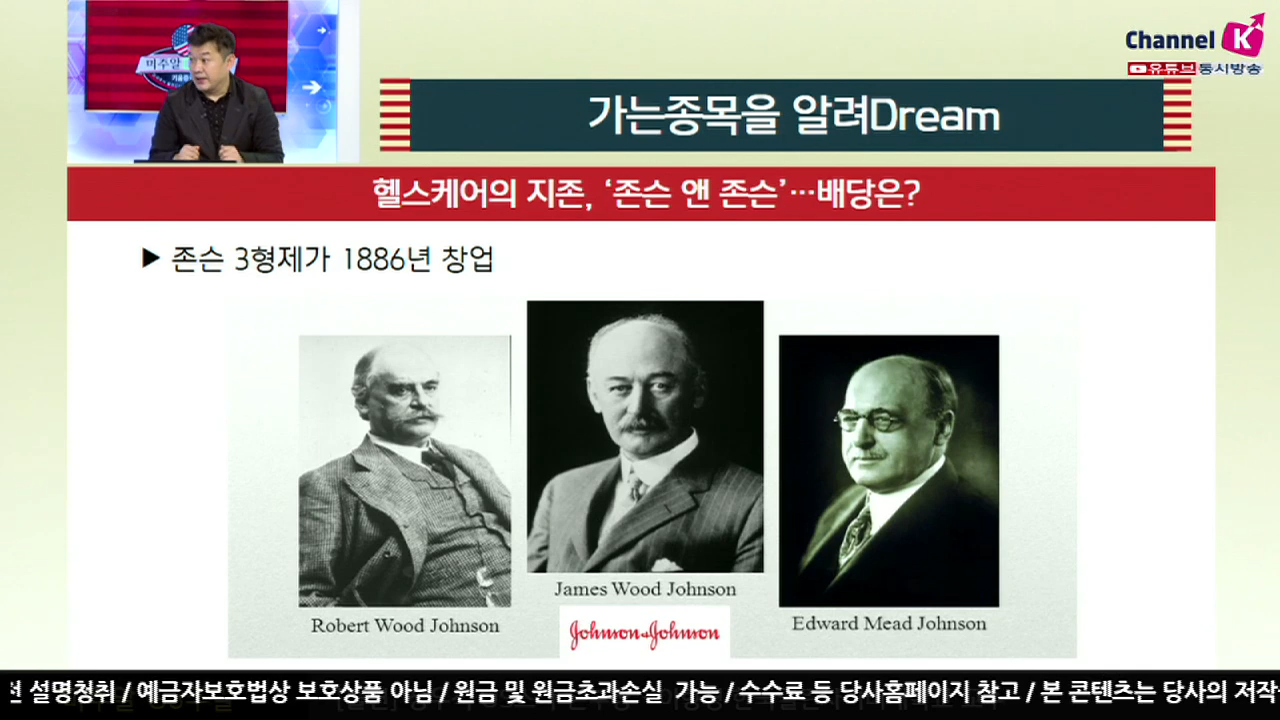 Channel K
유튜브동시방송
미주알
가는종목을 알려Dream
헬스케어의 지존, ‘존슨 앤 존슨’…배당은?
▶ 존슨 3형제가 1886년 창업
James Wood Johnson
Robert Wood Johnson
Edward Mead Johnson
Johnson & Johnson
설명청취 / 예금자보호법상 보호상품 아님 / 원금 및 원금초과손실 가능 / 수수료 등 당사홈페이지 참고 / 본 콘텐츠는 당사의 저작